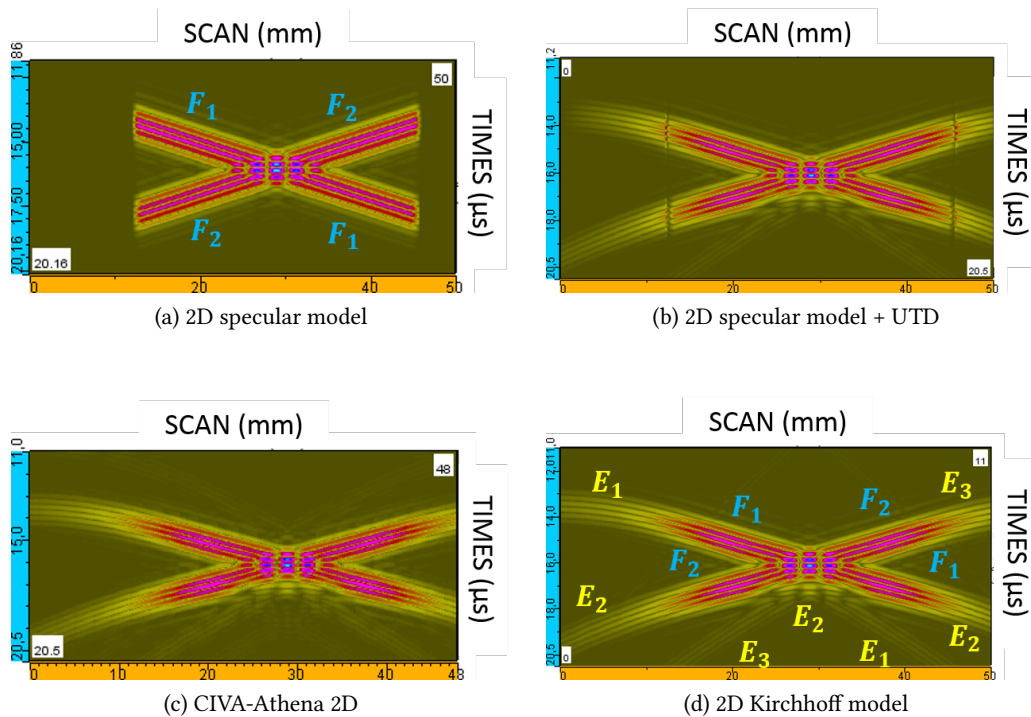 SCAN (mm)
11,86
15,00
17,50
20,16
TIMES (µs)
50
F1
F2
F2
F1
20.16
0
20
40
50
(a) 2D specular model
SCAN (mm)
11,2
14,0
16,0
18,0
20,5
TIMES (µs)
0
20.5
0
20
40
50
(b) 2D specular model + UTD
SCAN (mm)
11,0
15,0
20,5
TIMES (µs)
48
20.5
0
10
20
30
40
48
(c) CIVA-Athena 2D
SCAN (mm)
11,0
12,0
14,0
16,0
18,0
20,5
TIMES (µs)
11
E1
E3
F1
F2
F2
F1
E2
E2
E2
E3
E1
0
0
20
40
50
(d) 2D Kirchhoff model